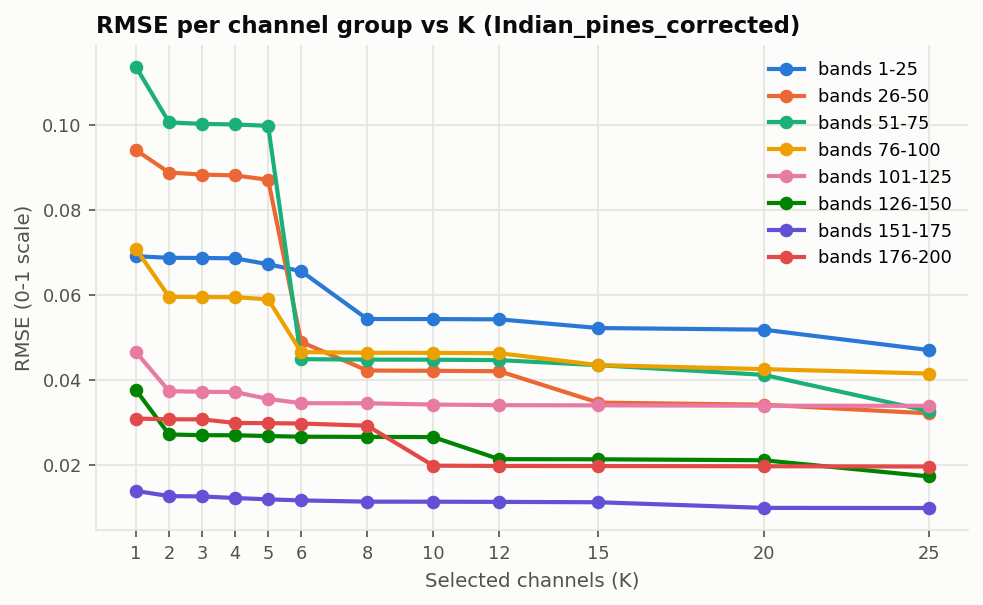 RMSE per channel group vs K (Indian_pines_corrected)
RMSE (0-1 scale)
0.10
0.08
0.06
0.04
0.02
bands 1-25
bands 26-50
bands 51-75
bands 76-100
bands 101-125
bands 126-150
bands 151-175
bands 176-200
1 2 3 4 5 6 8 10 12 15 20 25
Selected channels (K)